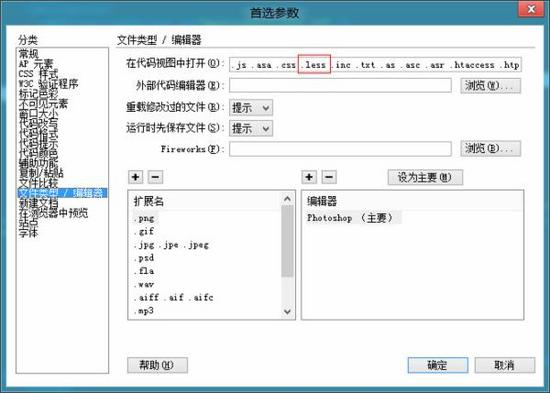 首选参数
分类
常规
AP 元素
CSS 样式
W3C 验证程序
标记色彩
不可见元素
窗口大小
代码改写
代码格式
代码提示
代码颜色
辅助功能
复制/粘贴
文件比较
文件类型 / 编辑器
新建文档
在浏览器中预览
站点
字体
文件类型 / 编辑器
在代码视图中打开(O): .js .asa .css .less .inc .txt .as .asc .asr .htaccess .htp
外部代码编辑器(E): 浏览(W)...
重载修改过的文件(R): 提示
运行时先保存文件(S): 提示
Fireworks(F): 浏览(B)...
设为主要(M)
扩展名
.png
.gif
.jpg .jpe .jpeg
.psd
.fla
.wav
.aiff .aif .aifc
.mp3
编辑器
Photoshop (主要)
帮助(H)
确定
取消